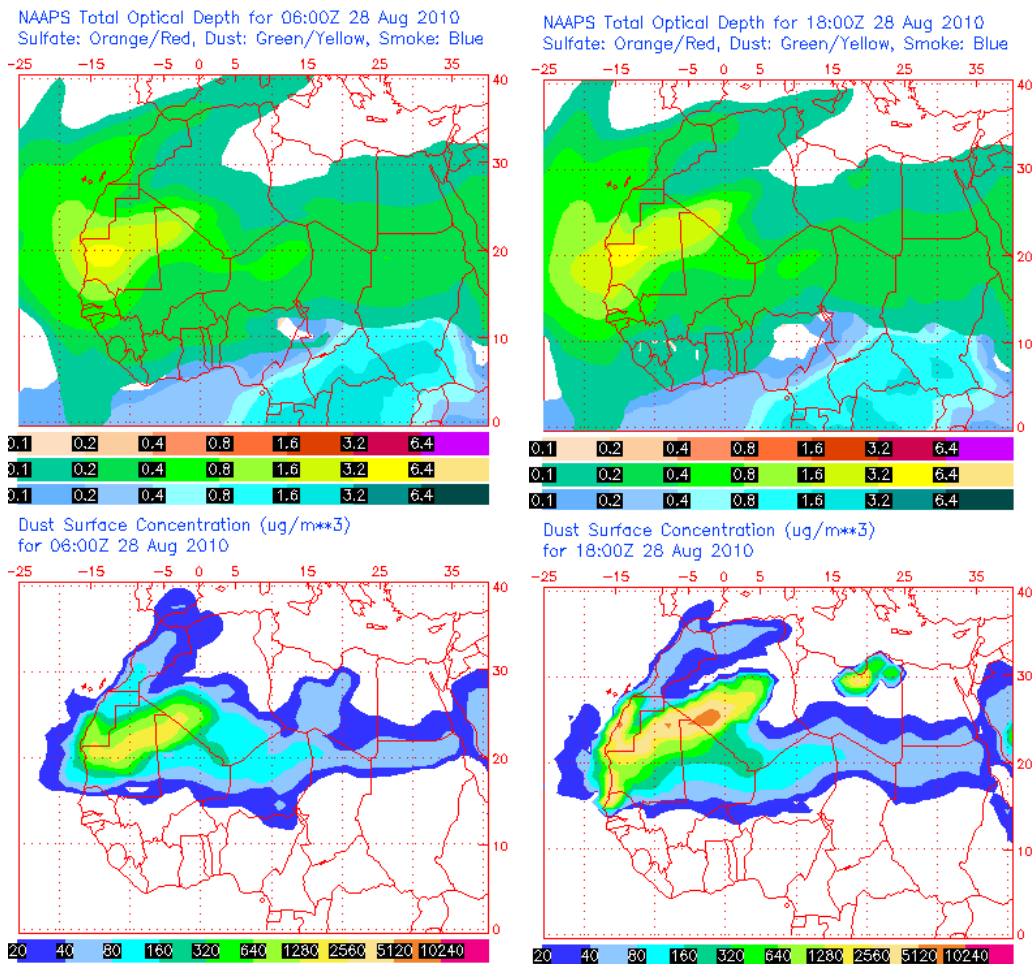 NAAPS Total Optical Depth for 06:00Z 28 Aug 2010
Sulfate: Orange/Red, Dust: Green/Yellow, Smoke: Blue
-25 -15 -5 0 5 15 25 35
40
30
20
10
0
0.1 0.2 0.4 0.8 1.6 3.2 6.4
0.1 0.2 0.4 0.8 1.6 3.2 6.4
0.1 0.2 0.4 0.8 1.6 3.2 6.4
NAAPS Total Optical Depth for 18:00Z 28 Aug 2010
Sulfate: Orange/Red, Dust: Green/Yellow, Smoke: Blue
-25 -15 -5 0 5 15 25 35
40
30
20
10
0
0.1 0.2 0.4 0.8 1.6 3.2 6.4
0.1 0.2 0.4 0.8 1.6 3.2 6.4
0.1 0.2 0.4 0.8 1.6 3.2 6.4
Dust Surface Concentration (ug/m**3)
for 06:00Z 28 Aug 2010
-25 -15 -5 0 5 15 25 35
40
30
20
10
0
20 40 80 160 320 640 1280 2560 5120 10240
Dust Surface Concentration (ug/m**3)
for 18:00Z 28 Aug 2010
-25 -15 -5 0 5 15 25 35
40
30
20
10
0
20 40 80 160 320 640 1280 2560 5120 10240